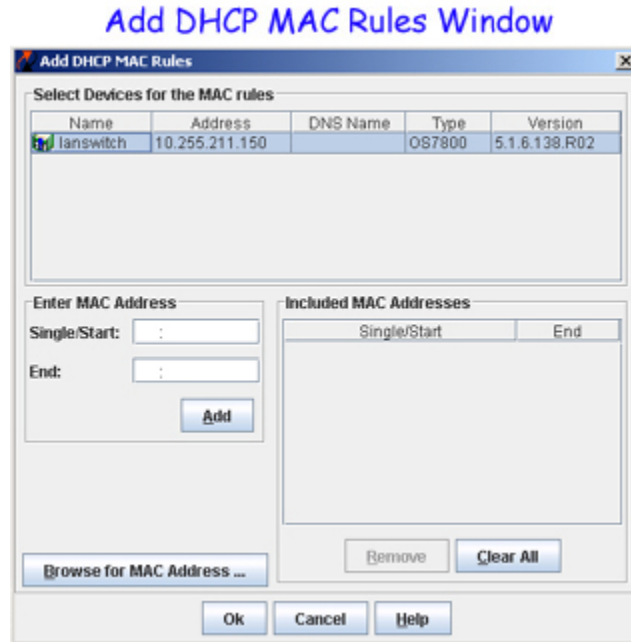 Add DHCP MAC Rules Window
Add DHCP MAC Rules
Select Devices for the MAC rules
Name Address DNS Name Type Version
lanswitch 10.255.211.150 OS7800 5.1.6.138.R02
Enter MAC Address
Single/Start: :
End: :
Add
Included MAC Addresses
Single/Start End
Remove Clear All
Browse for MAC Address ...
Ok Cancel Help